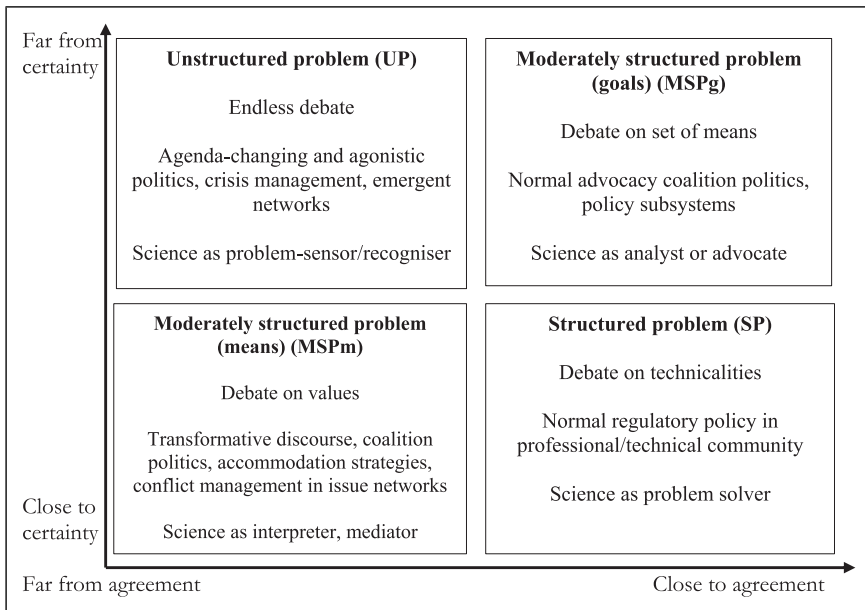 Far from
certainty
Unstructured problem (UP)
Endless debate
Agenda-changing and agonistic
politics, crisis management, emergent
networks
Science as problem-sensor/recogniser
Moderately structured problem
(goals) (MSPg)
Debate on set of means
Normal advocacy coalition politics,
policy subsystems
Science as analyst or advocate
Moderately structured problem
(means) (MSPm)
Debate on values
Transformative discourse, coalition
politics, accommodation strategies,
conflict management in issue networks
Science as interpreter, mediator
Structured problem (SP)
Debate on technicalities
Normal regulatory policy in
professional/technical community
Science as problem solver
Close to
certainty
Far from agreement
Close to agreement